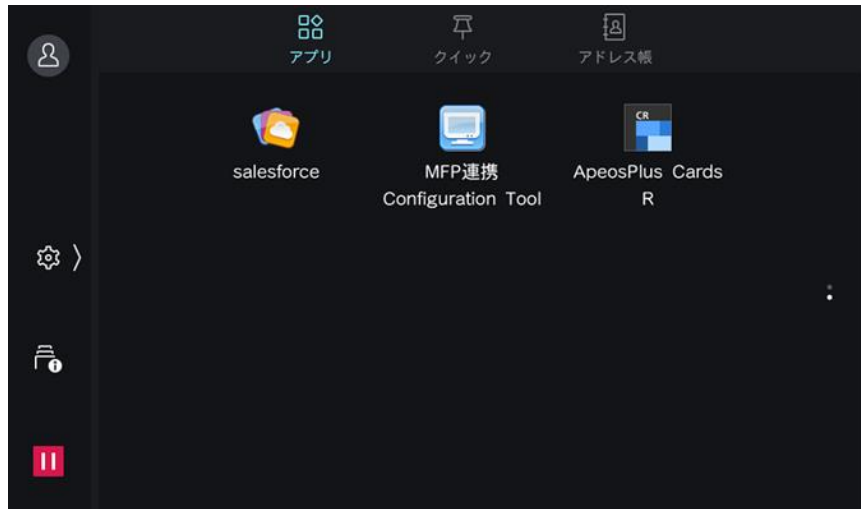 アプリ
クイック
アドレス帳
CR
salesforce
MFP連携
Configuration Tool
ApeosPlus Cards
R